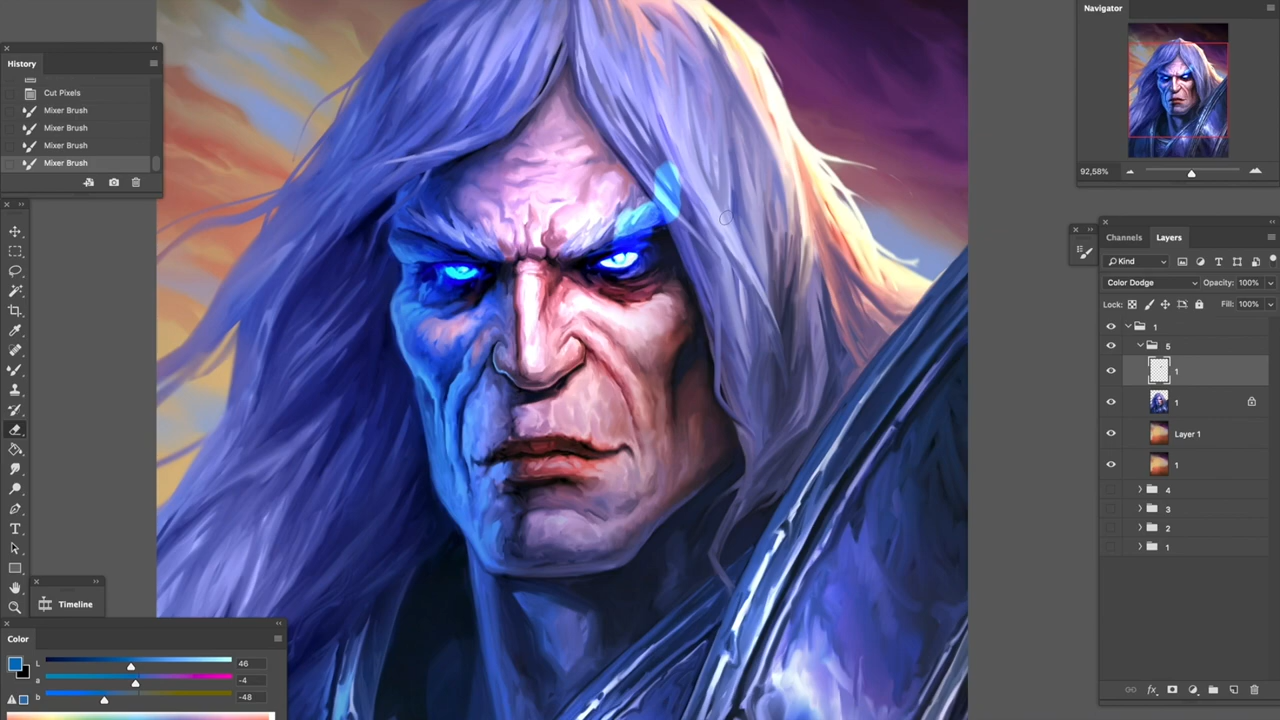 History
Cut Pixels
Mixer Brush
Mixer Brush
Mixer Brush
Mixer Brush
Timeline
Color
L 46
a -4
b -48
Navigator
92,58%
Channels Layers
Kind
Color Dodge Opacity: 100%
Lock: Fill: 100%
1
5
1
1
Layer 1
1
4
3
2
1
fx